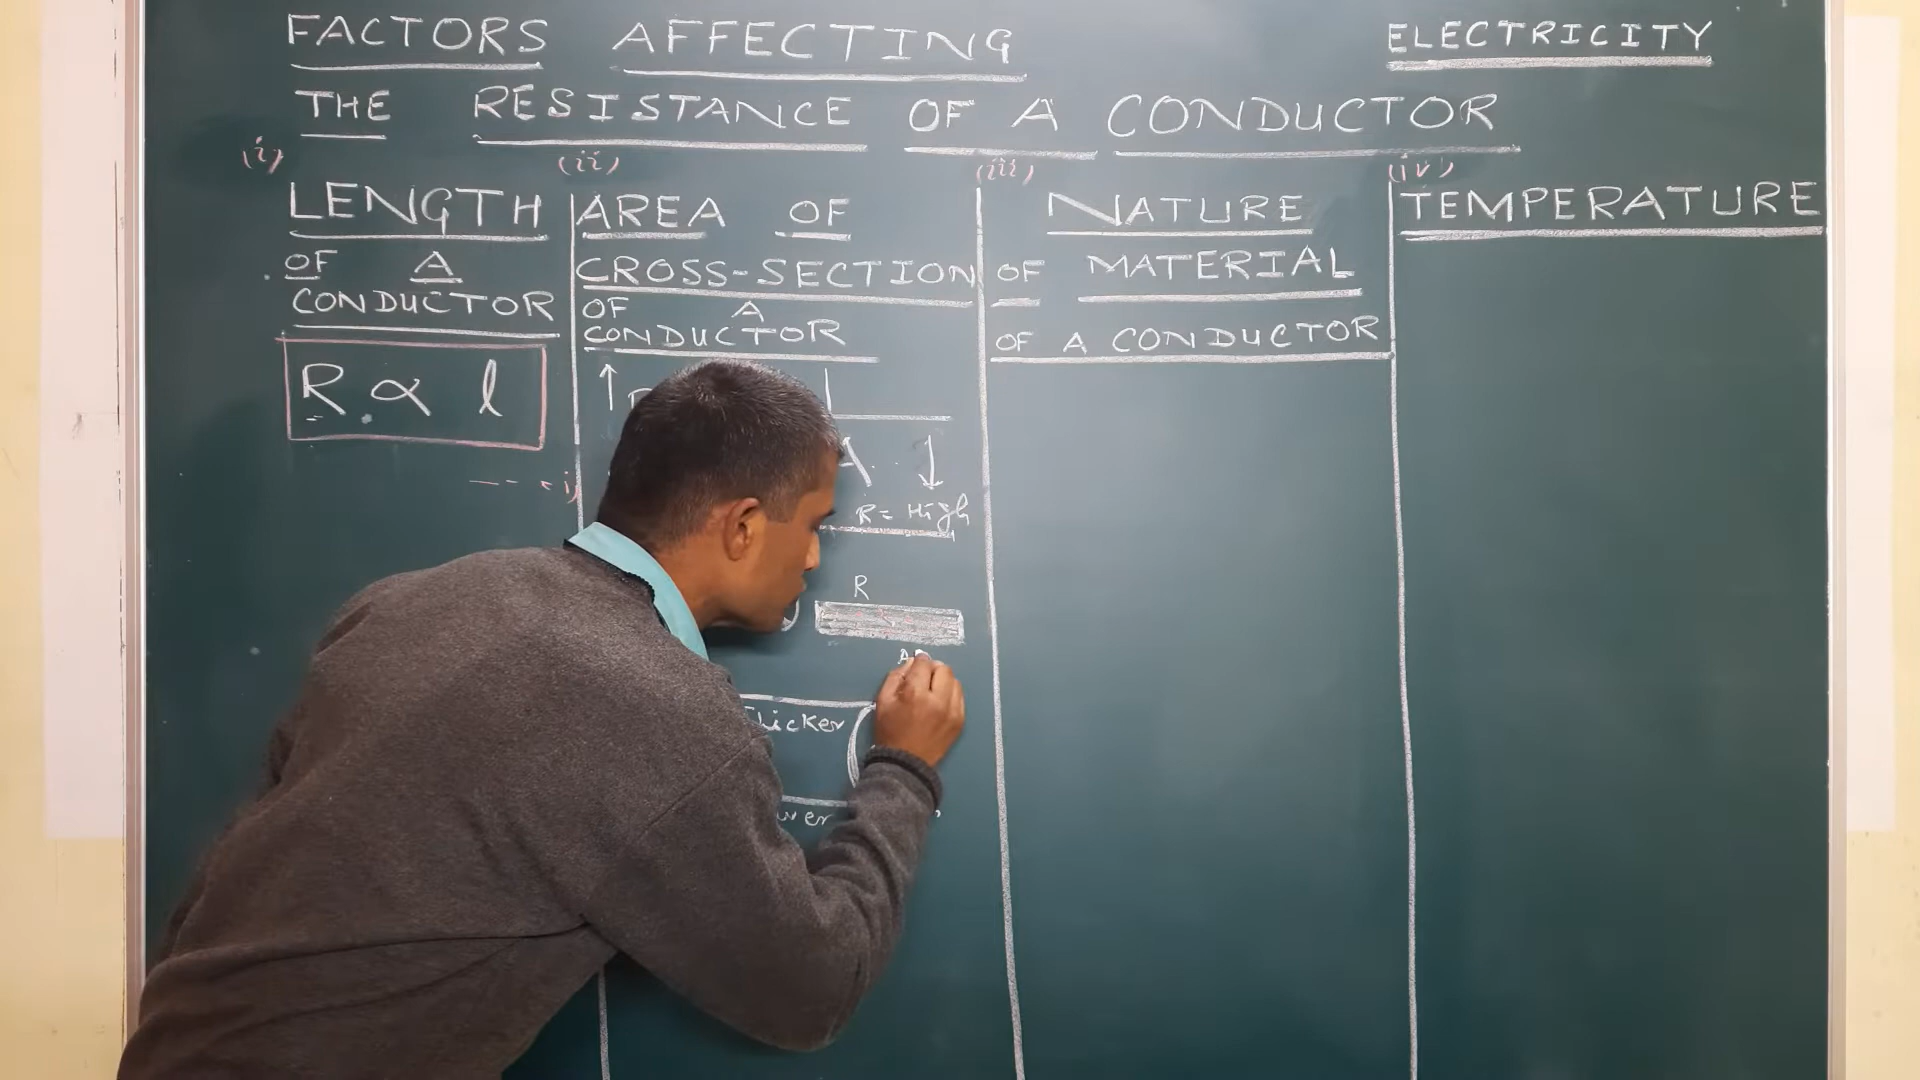 FACTORS AFFECTING
ELECTRICITY
THE RESISTANCE OF A CONDUCTOR
(i)
LENGTH
OF A
CONDUCTOR
R ∝ l
(ii)
AREA OF
CROSS-SECTION
OF A
CONDUCTOR
↑
A ↓
R = High
R
A
Thicker
(iii)
NATURE
OF MATERIAL
OF A CONDUCTOR
(iv)
TEMPERATURE